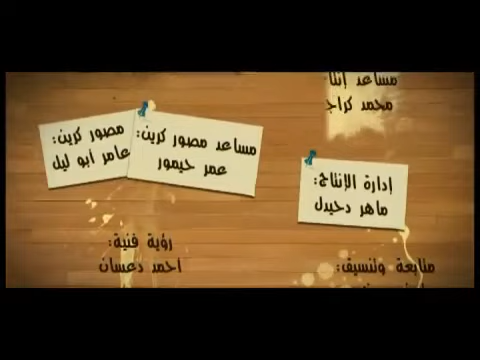 مساعد إنتا
محمد كراج
مساعد مصور كرين:
عمر حيمور
مصور كرين:
عامر أبو ليل
إدارة الإنتاج:
ماهر دحيدل
رؤية فنية:
احمد دعسان
متابعة وتنسيق: